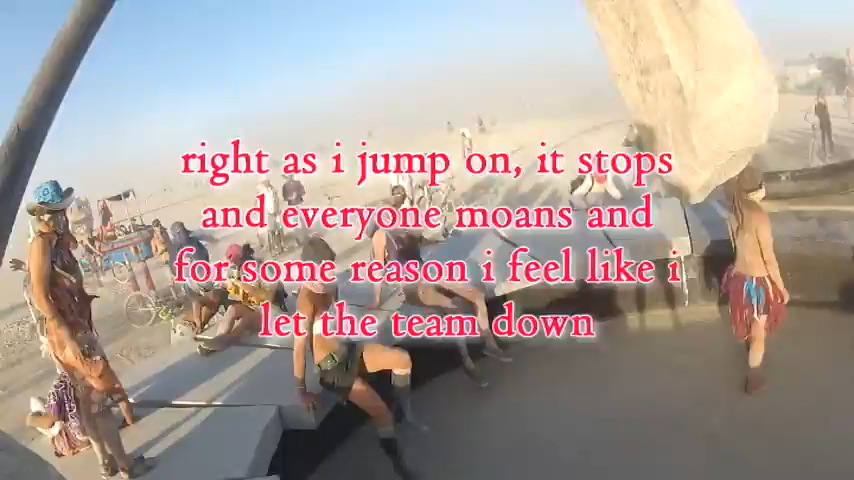 right as i jump on, it stops
and everyone moans and
for some reason i feel like i
let the team down